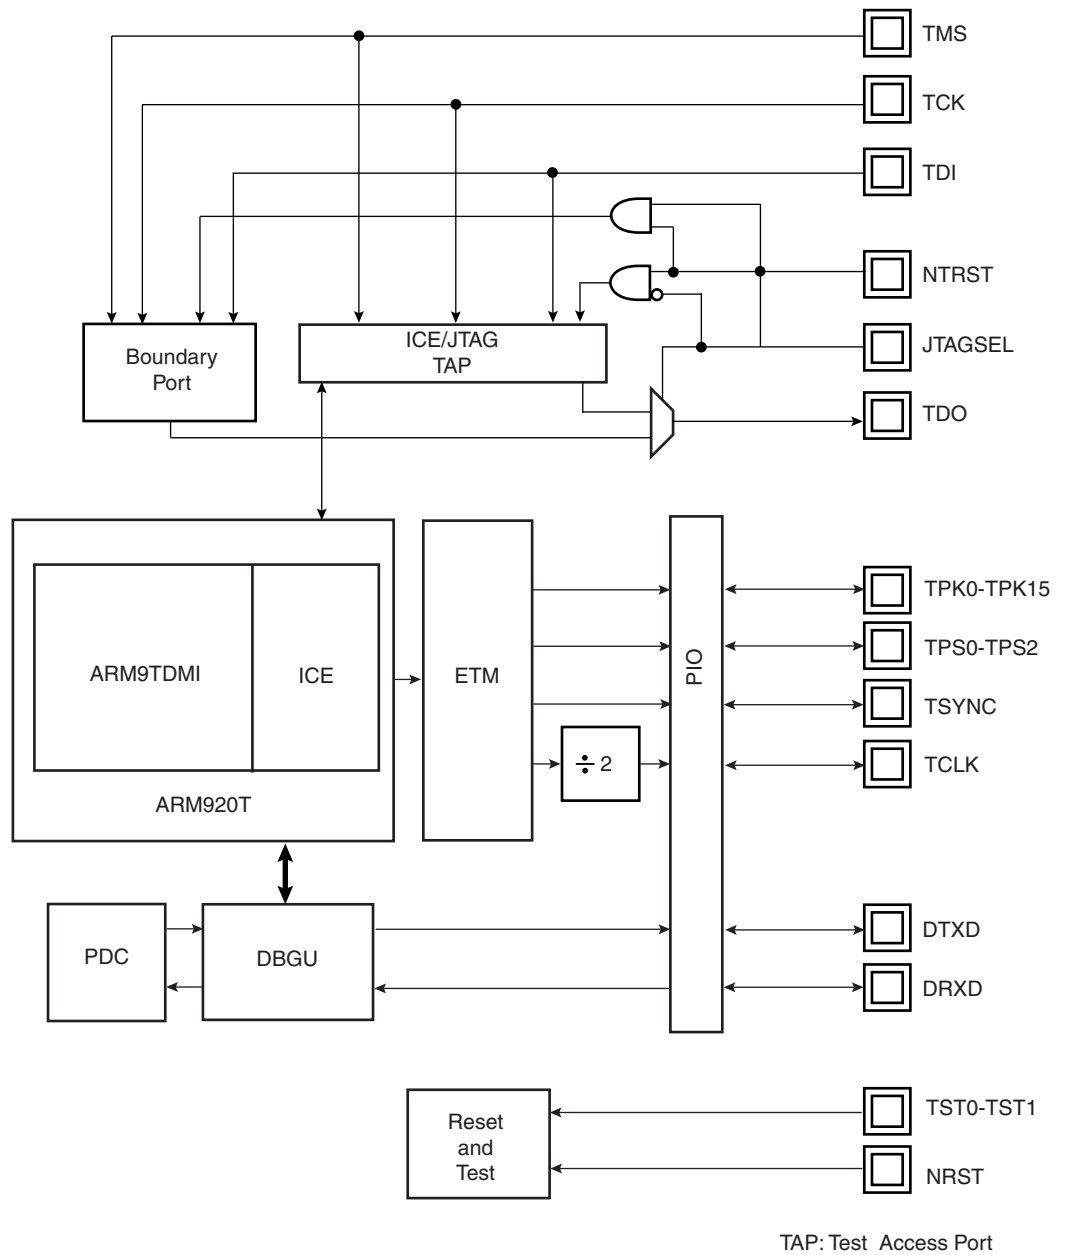 TMS
TCK
TDI
NTRST
JTAGSEL
TDO
Boundary
Port
ICE/JTAG
TAP
ARM9TDMI
ICE
ARM920T
ETM
÷ 2
PIO
TPK0-TPK15
TPS0-TPS2
TSYNC
TCLK
PDC
DBGU
DTXD
DRXD
Reset
and
Test
TST0-TST1
NRST
TAP: Test Access Port